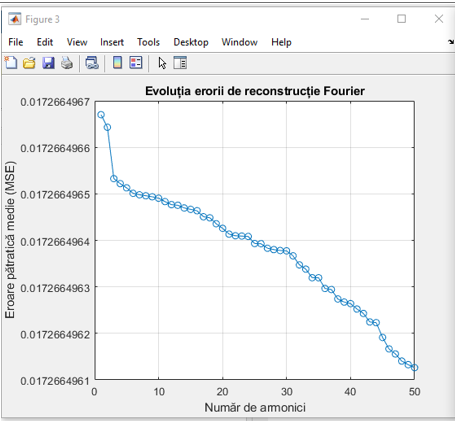 Figure 3
File Edit View Insert Tools Desktop Window Help
Evoluția erorii de reconstrucție Fourier
0.0172664967
0.0172664966
0.0172664965
0.0172664964
0.0172664963
0.0172664962
0.0172664961
Eroare pătratică medie (MSE)
0 10 20 30 40 50
Număr de armonici